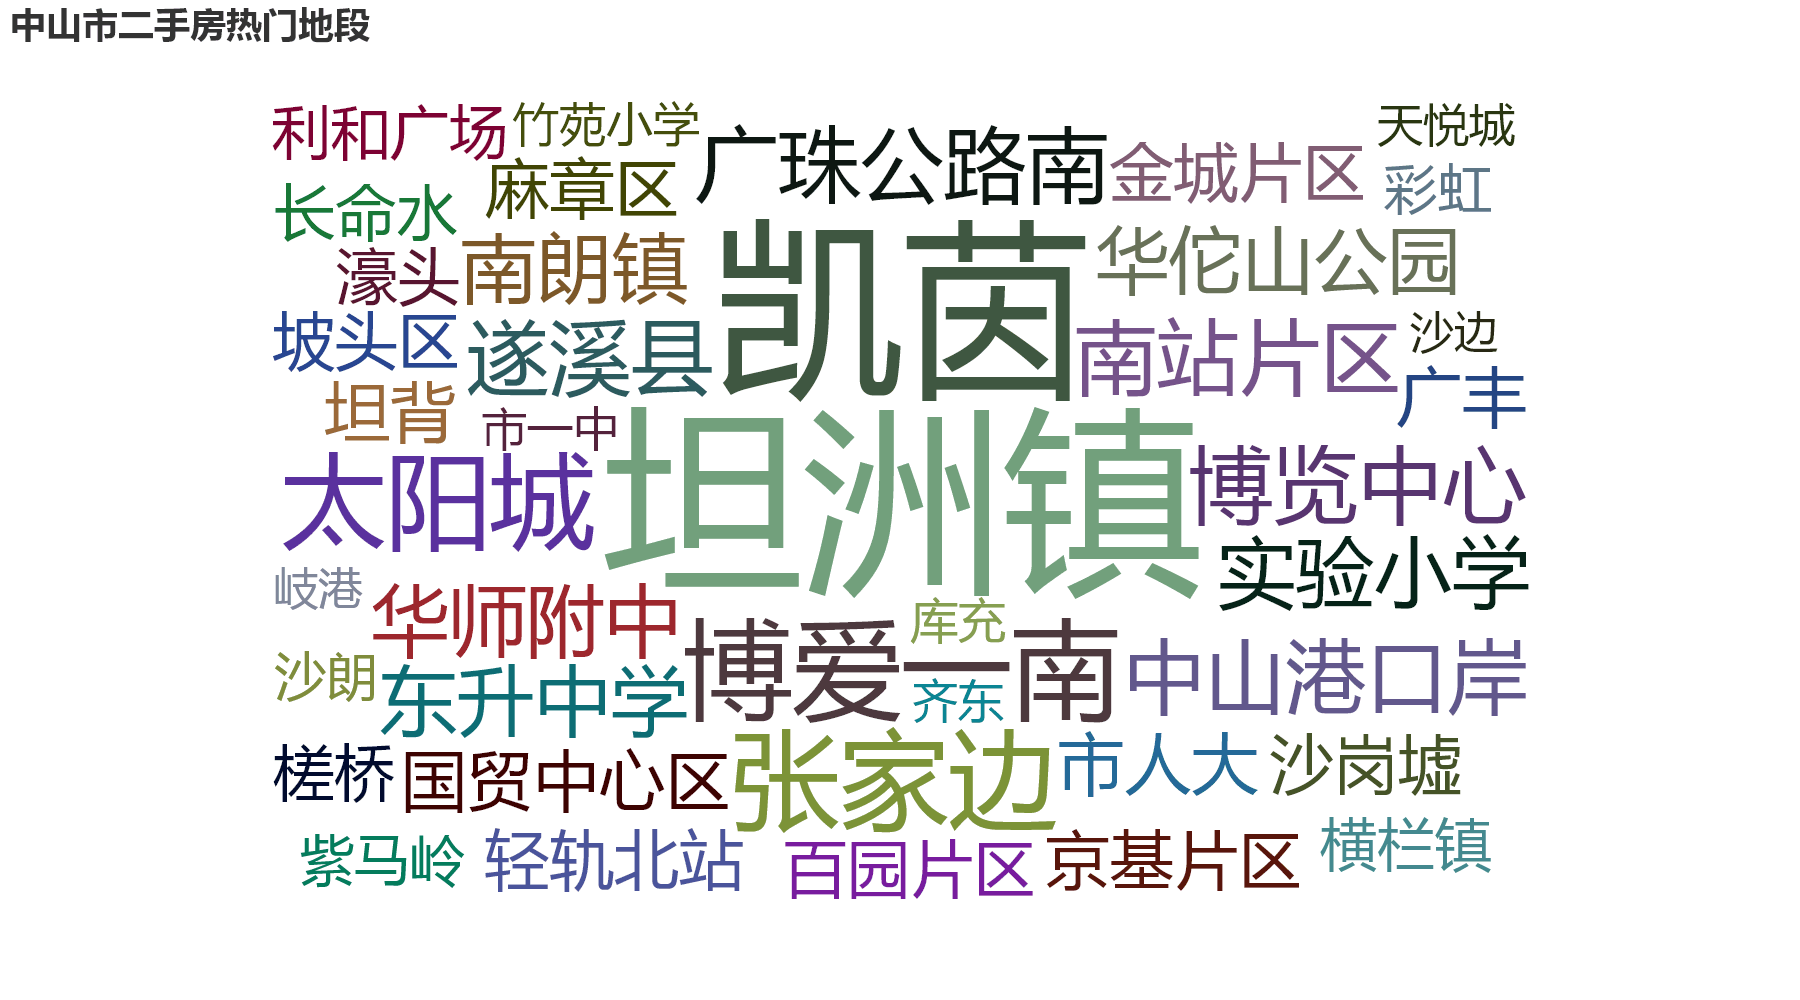 中山市二手房热门地段
利和广场
竹苑小学
广珠公路南
天悦城
长命水
麻章区
金城片区
彩虹
濠头
南朗镇
凯茵
华佗山公园
坡头区
遂溪县
南站片区
沙边
坦背
市一中
广丰
太阳城
坦洲镇
博览中心
岐港
华师附中
库充
实验小学
沙朗
东升中学
博爱一南
齐东
中山港口岸
槎桥
国贸中心区
张家边
市人大
沙岗墟
紫马岭
轻轨北站
百园片区
京基片区
横栏镇